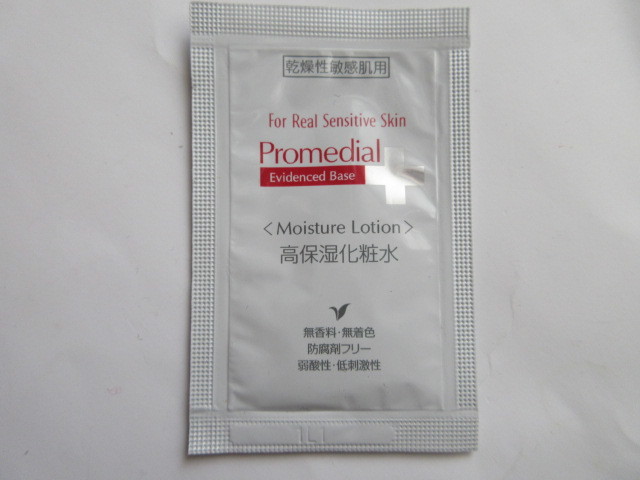 乾燥性敏感肌用
For Real Sensitive Skin
Promedial
Evidenced Base
<Moisture Lotion>
高保湿化粧水
無香料・無着色
防腐剤フリー
弱酸性・低刺激性
1L1